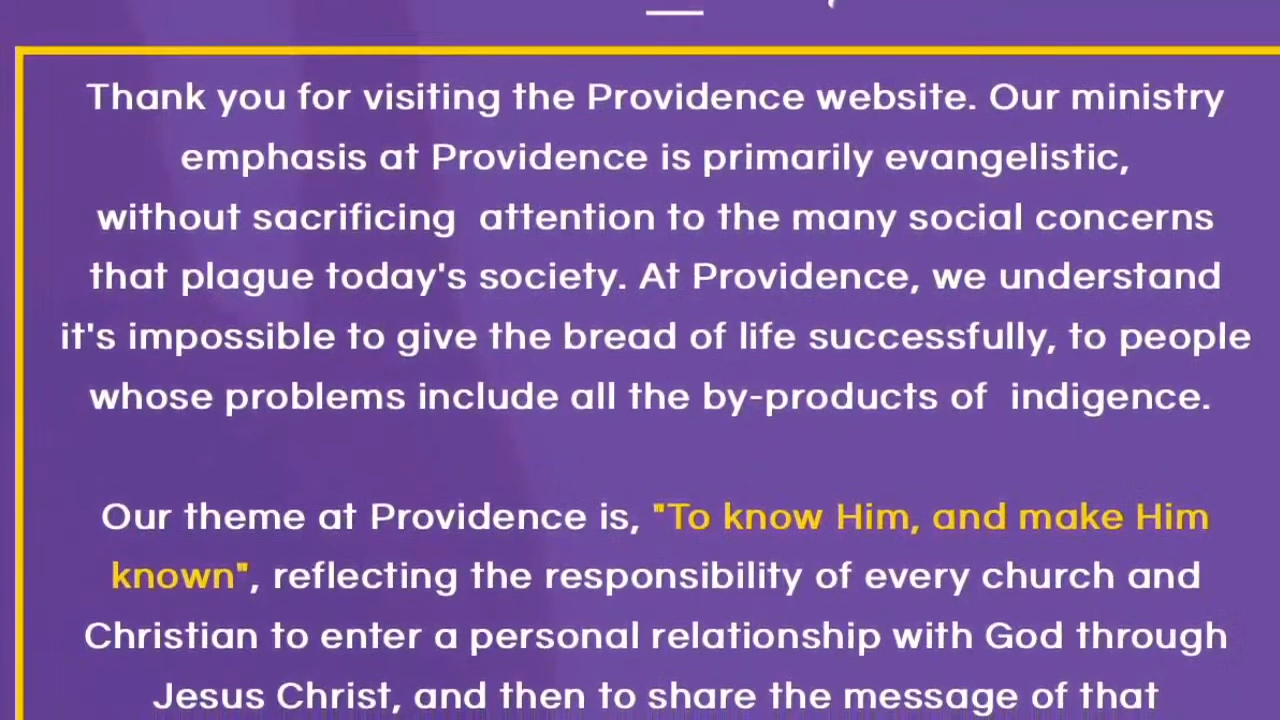 Thank you for visiting the Providence website. Our ministry
emphasis at Providence is primarily evangelistic,
without sacrificing  attention to the many social concerns
that plague today's society. At Providence, we understand
it's impossible to give the bread of life successfully, to people
whose problems include all the by-products of  indigence.
Our theme at Providence is, "To know Him, and make Him
known", reflecting the responsibility of every church and
Christian to enter a personal relationship with God through
Jesus Christ, and then to share the message of that